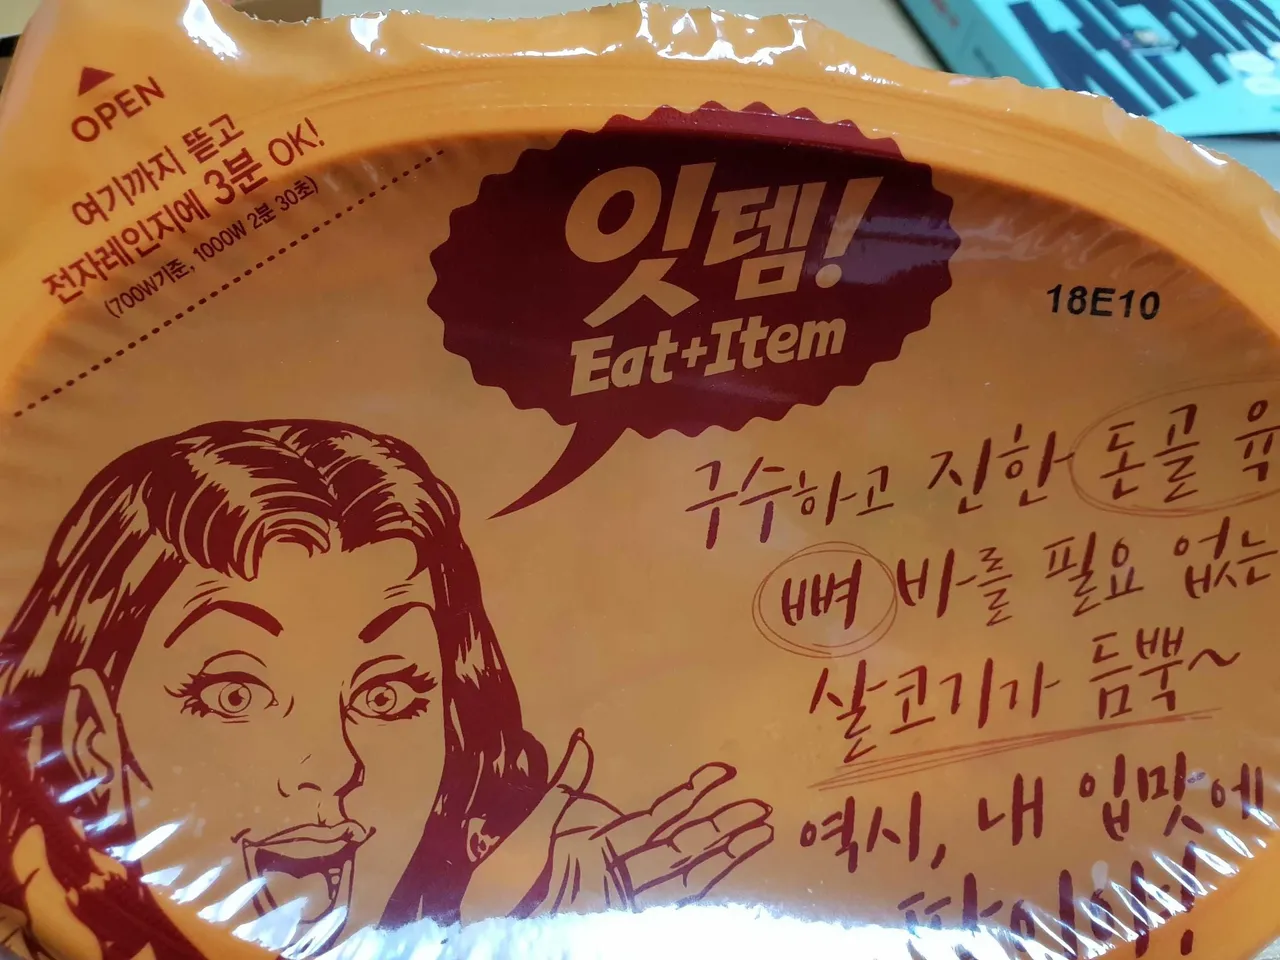 OPEN
여기까지 뜯고
전자레인지에 3분 OK!
(700W기준, 1000W 2분 30초)
잇템!
Eat+Item
18E10
구수하고 진한 돈골 육
뼈 바를 필요 없는
살코기가 듬뿍~
역시, 내 입맛에